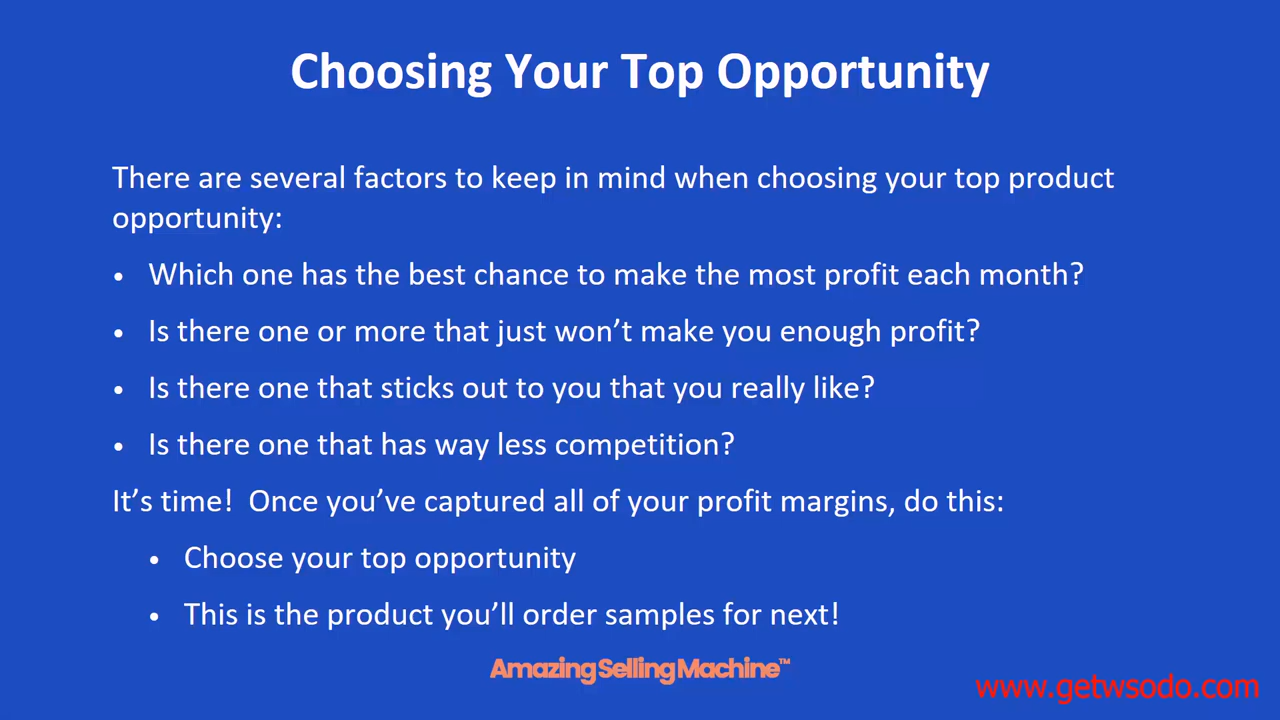 Choosing Your Top Opportunity
There are several factors to keep in mind when choosing your top product
opportunity:
• Which one has the best chance to make the most profit each month?
• Is there one or more that just won’t make you enough profit?
• Is there one that sticks out to you that you really like?
• Is there one that has way less competition?
It’s time!  Once you’ve captured all of your profit margins, do this:
• Choose your top opportunity
• This is the product you’ll order samples for next!
AmazingSellingMachine™
www.getwsodo.com